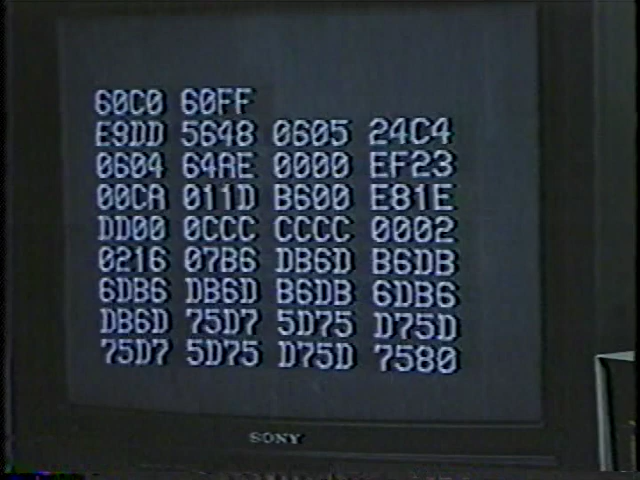 60C0 60FF
E9DD 5648 0605 24C4
0604 64AE 0000 EF23
00CA 011D B600 E81E
DD00 0CCC CCCC 0002
0216 07B6 DB6D B6DB
6DB6 DB6D B6DB 6DB6
DB6D 75D7 5D75 D75D
75D7 5D75 D75D 7580
SONY